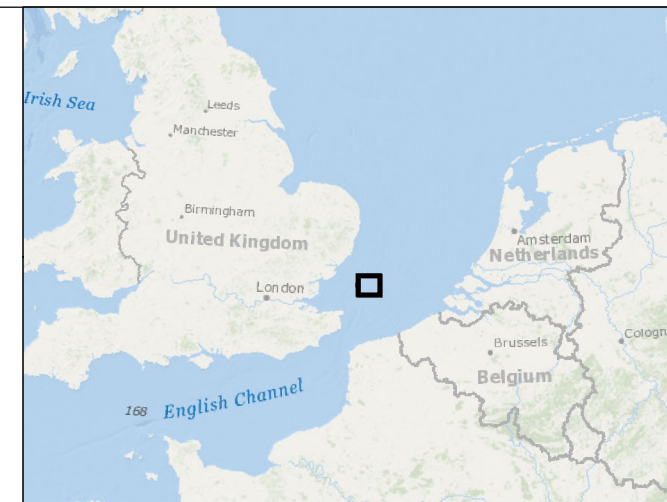 Irish Sea
Leeds
Manchester
Birmingham
United Kingdom
Amsterdam
Netherlands
London
Cologn
Brussels
Belgium
168
English Channel